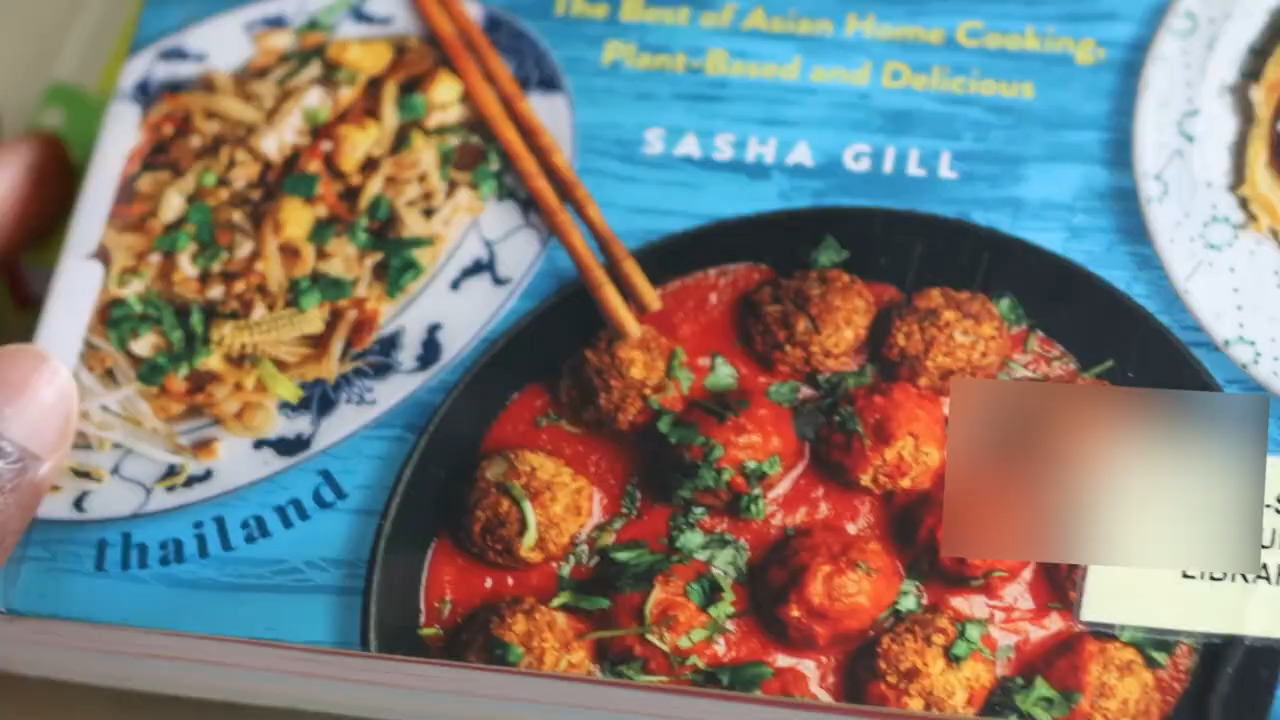 The Best of Asian Home Cooking,
Plant-Based and Delicious
SASHA GILL
thailand